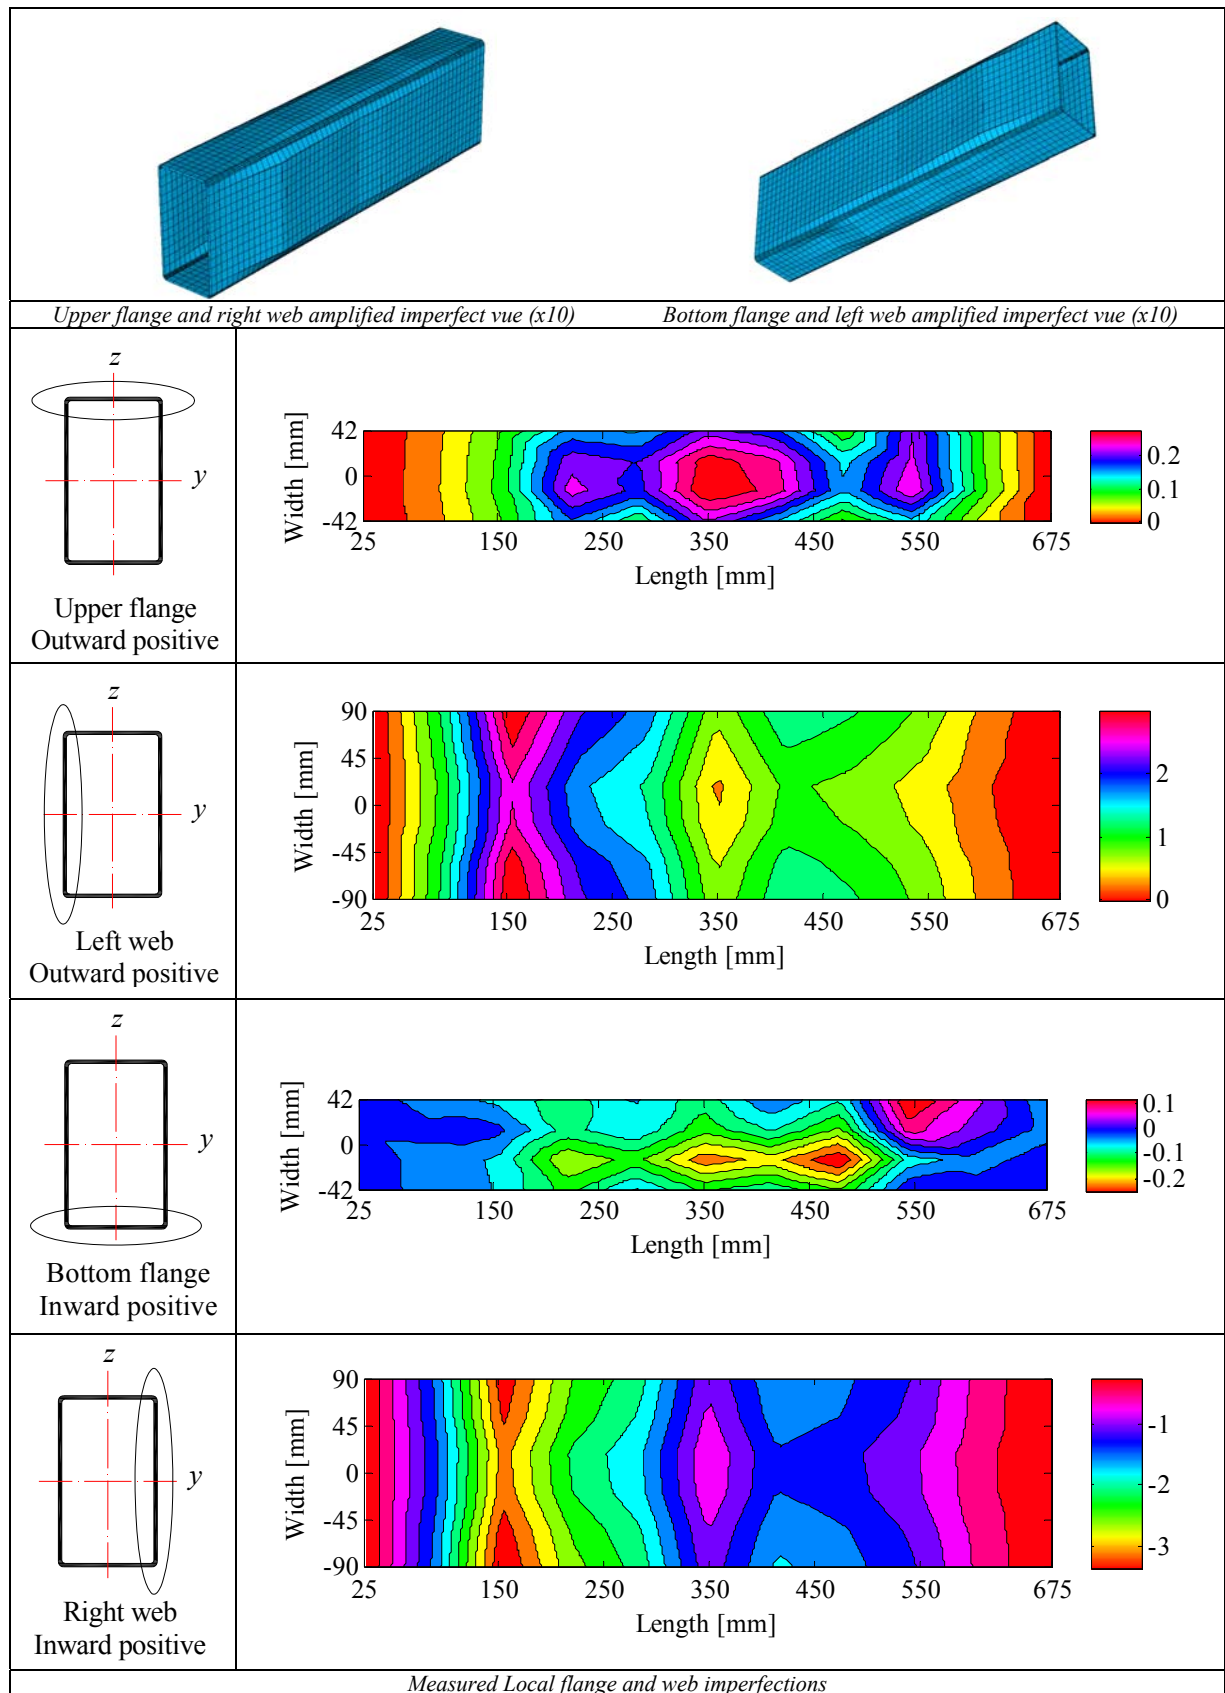 Upper flange and right web amplified imperfect vue (x10)
Bottom flange and left web amplified imperfect vue (x10)
z
y
Upper flange
Outward positive
Width [mm]
42
0
-42
25 150 250 350 450 550 675
Length [mm]
0.2
0.1
0
z
y
Left web
Outward positive
Width [mm]
90
45
0
-45
-90
25 150 250 350 450 550 675
Length [mm]
2
1
0
z
y
Bottom flange
Inward positive
Width [mm]
42
0
-42
25 150 250 350 450 550 675
Length [mm]
0.1
0
-0.1
-0.2
z
y
Right web
Inward positive
Width [mm]
90
45
0
-45
-90
25 150 250 350 450 550 675
Length [mm]
-1
-2
-3
Measured Local flange and web imperfections